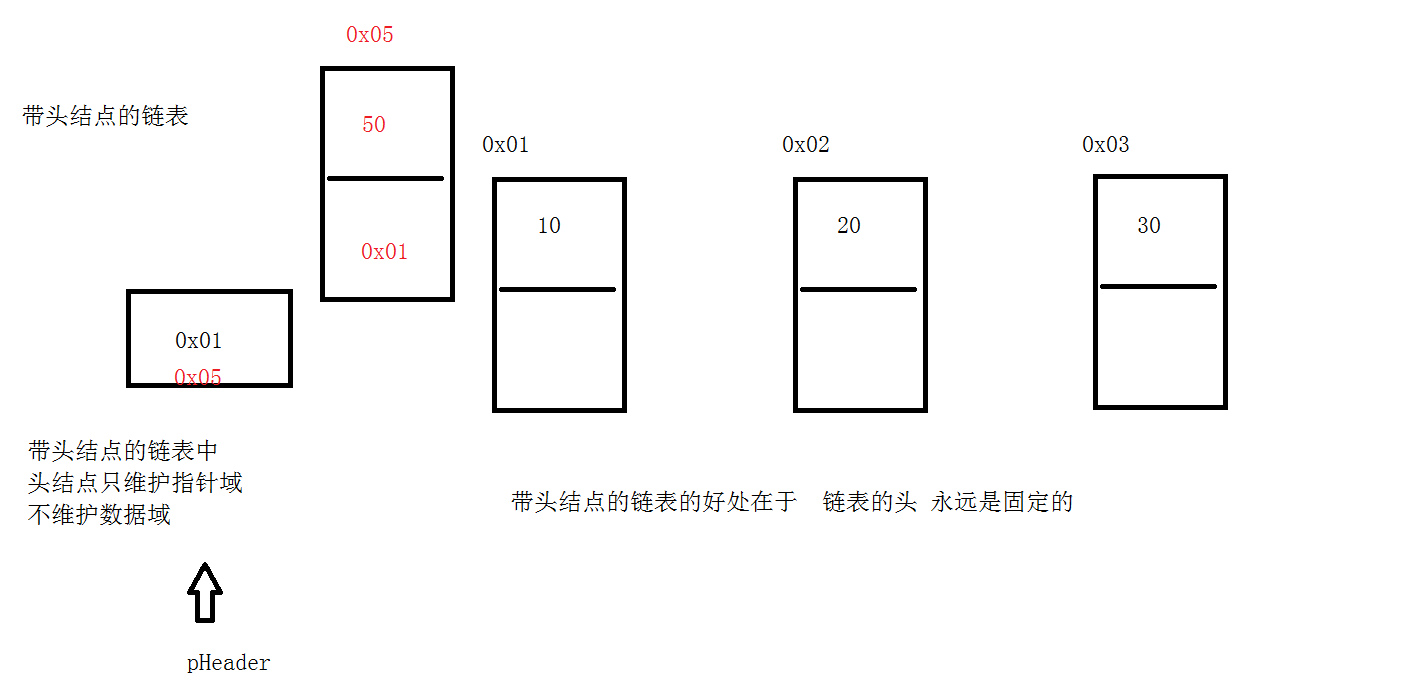 0x05
带头结点的链表
50
0x01
0x01
10
0x02
20
0x03
30
0x01
0x05
带头结点的链表中
头结点只维护指针域
不维护数据域
带头结点的链表的好处在于 链表的头 永远是固定的
pHeader